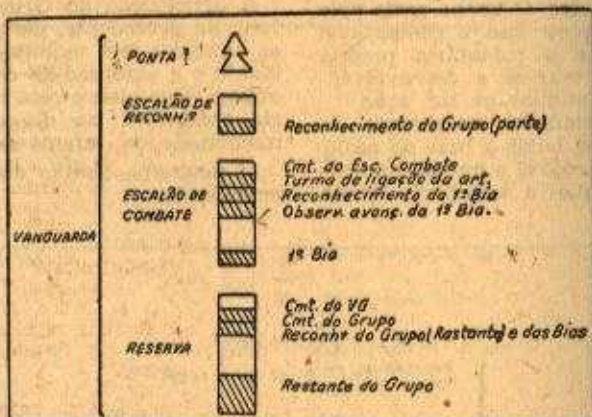 VANGUARDA
PONTA
ESCALÃO DE
RECONH.º
Reconhecimento do Grupo (parte)
ESCALÃO DE
COMBATE
Cmt. do Esc. Combate
Turma de ligação da art.
Reconhecimento da 1ª Bia
Observ. avanç. da 1ª Bia.
1ª Bia
RESERVA
Cmt. do VG
Cmt. do Grupo
Reconhº do Grupo (Rastante) e das Bias
Restante do Grupo